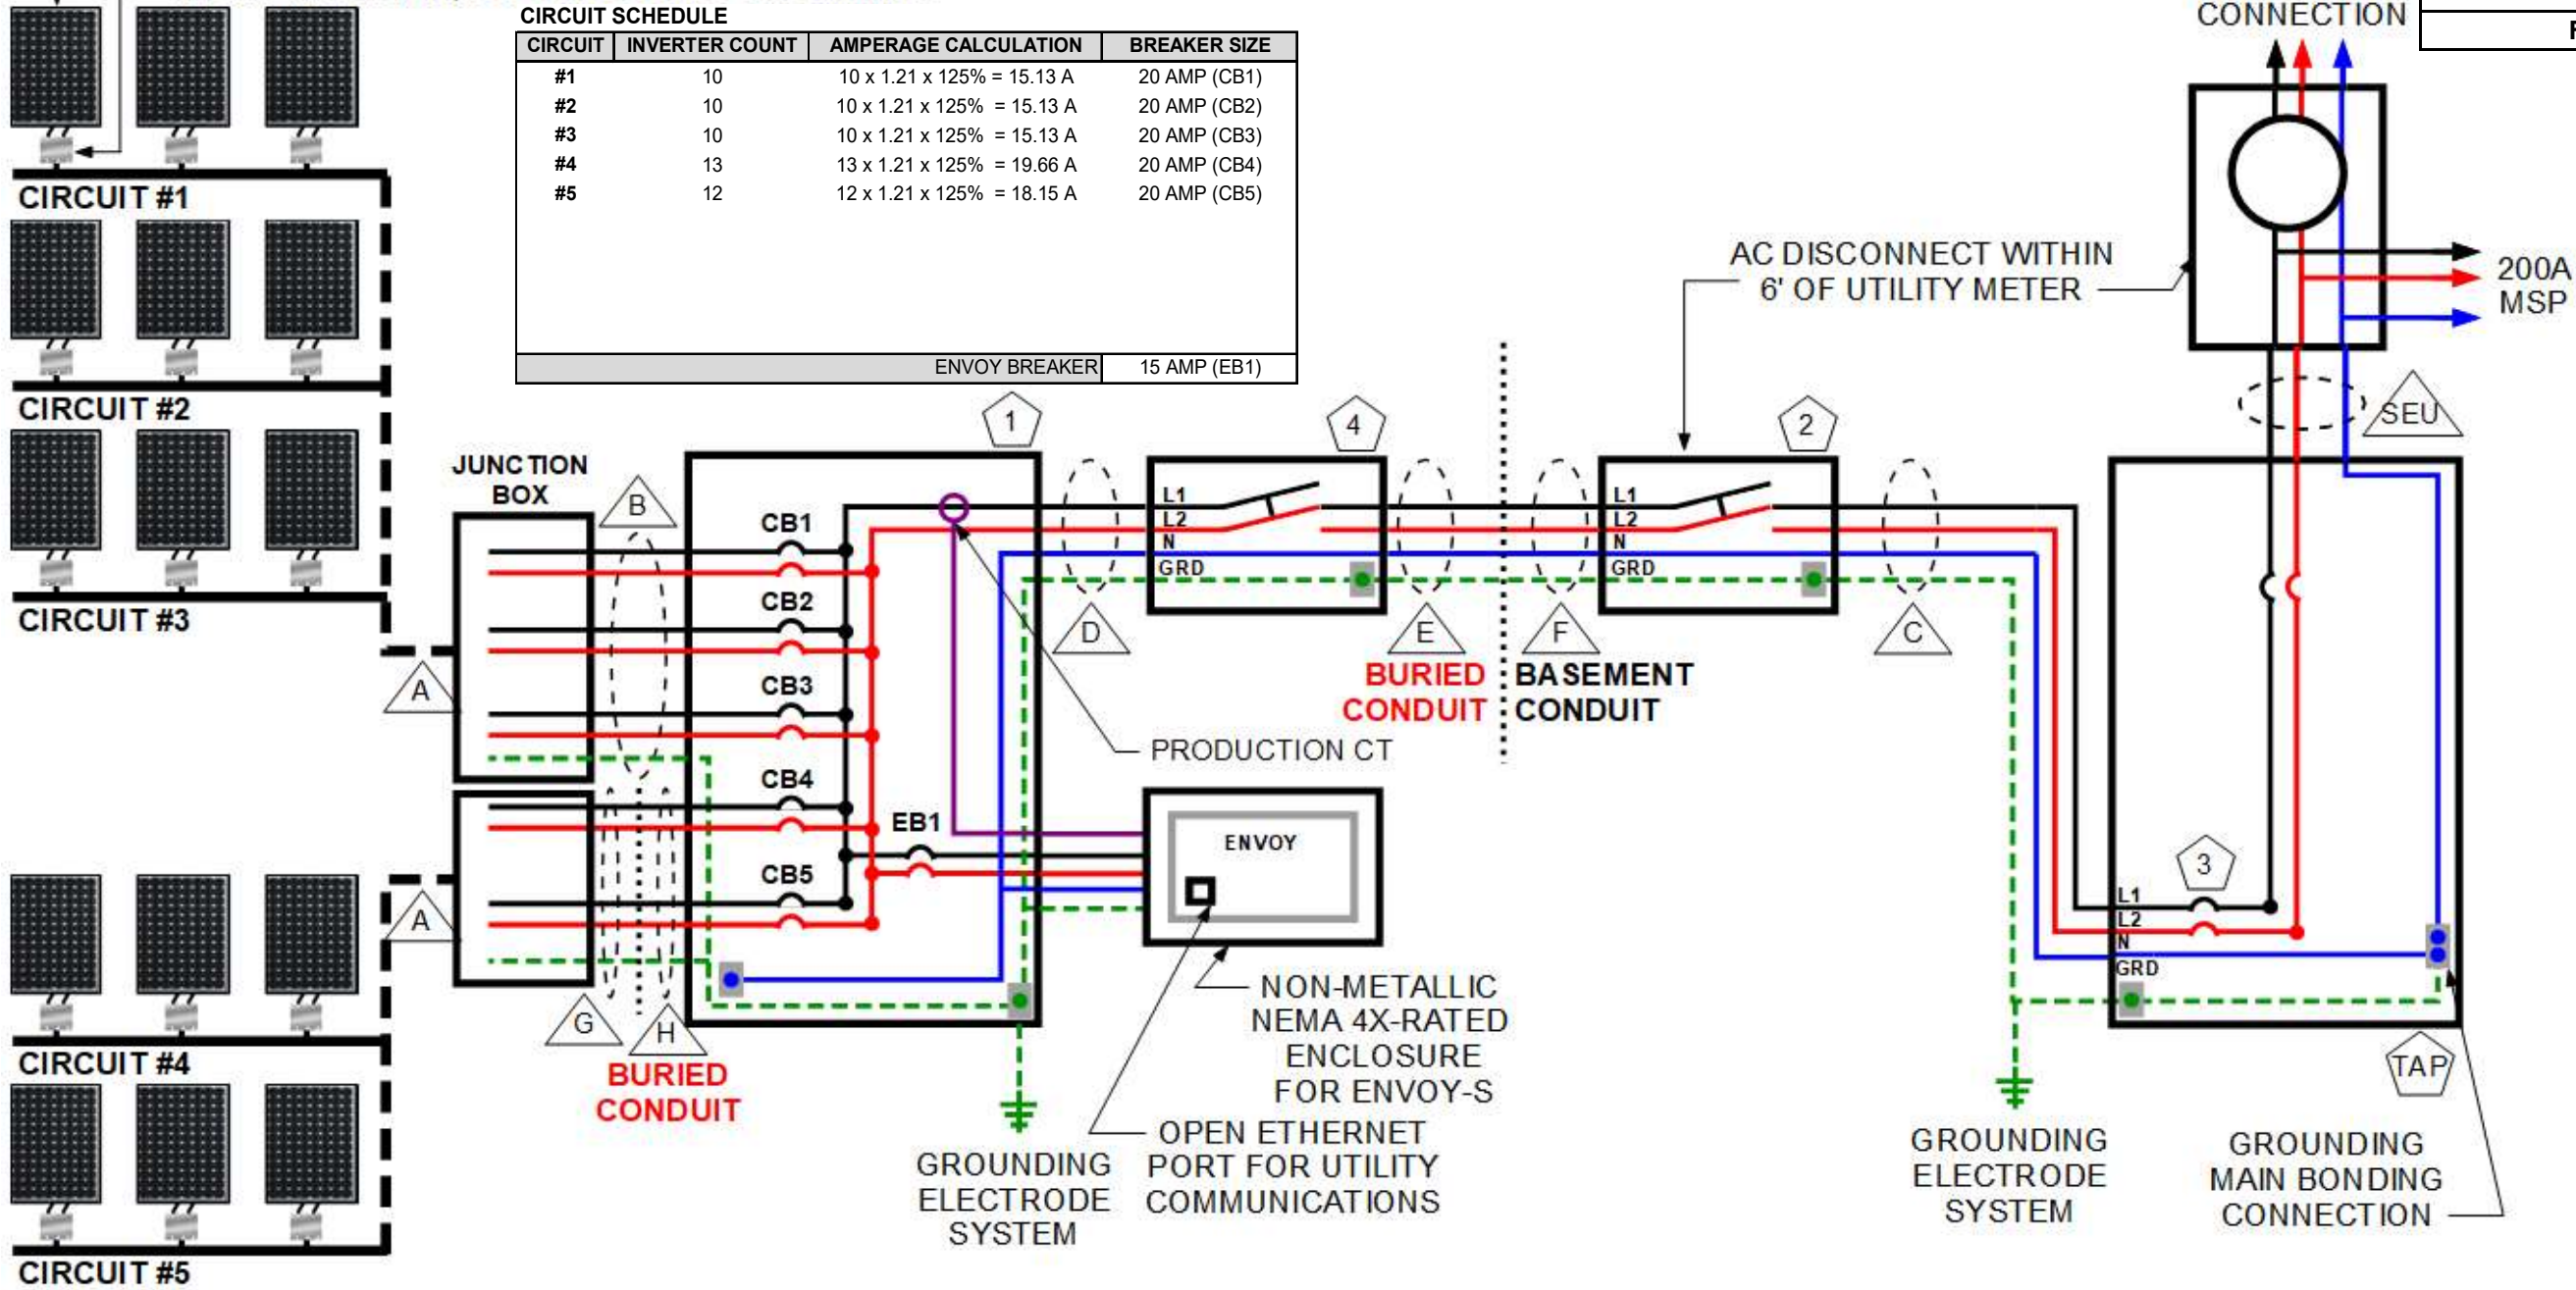 CONNECTION
CIRCUIT SCHEDULE
CIRCUIT INVERTER COUNT AMPERAGE CALCULATION BREAKER SIZE
#1 10 10 x 1.21 x 125% = 15.13 A 20 AMP (CB1)
#2 10 10 x 1.21 x 125% = 15.13 A 20 AMP (CB2)
#3 10 10 x 1.21 x 125% = 15.13 A 20 AMP (CB3)
#4 13 13 x 1.21 x 125% = 19.66 A 20 AMP (CB4)
#5 12 12 x 1.21 x 125% = 18.15 A 20 AMP (CB5)
ENVOY BREAKER 15 AMP (EB1)
CIRCUIT #1
CIRCUIT #2
CIRCUIT #3
CIRCUIT #4
CIRCUIT #5
AC DISCONNECT WITHIN
6' OF UTILITY METER
200A
MSP
SEU
JUNCTION
BOX
A
A
B
G
H
BURIED
CONDUIT
1
CB1
CB2
CB3
CB4
CB5
EB1
D
4
L1
L2
N
GRD
E
F
BURIED
CONDUIT
BASEMENT
CONDUIT
2
L1
L2
N
GRD
C
PRODUCTION CT
ENVOY
NON-METALLIC
NEMA 4X-RATED
ENCLOSURE
FOR ENVOY-S
OPEN ETHERNET
PORT FOR UTILITY
COMMUNICATIONS
GROUNDING
ELECTRODE
SYSTEM
3
L1
L2
N
GRD
TAP
GROUNDING
ELECTRODE
SYSTEM
GROUNDING
MAIN BONDING
CONNECTION